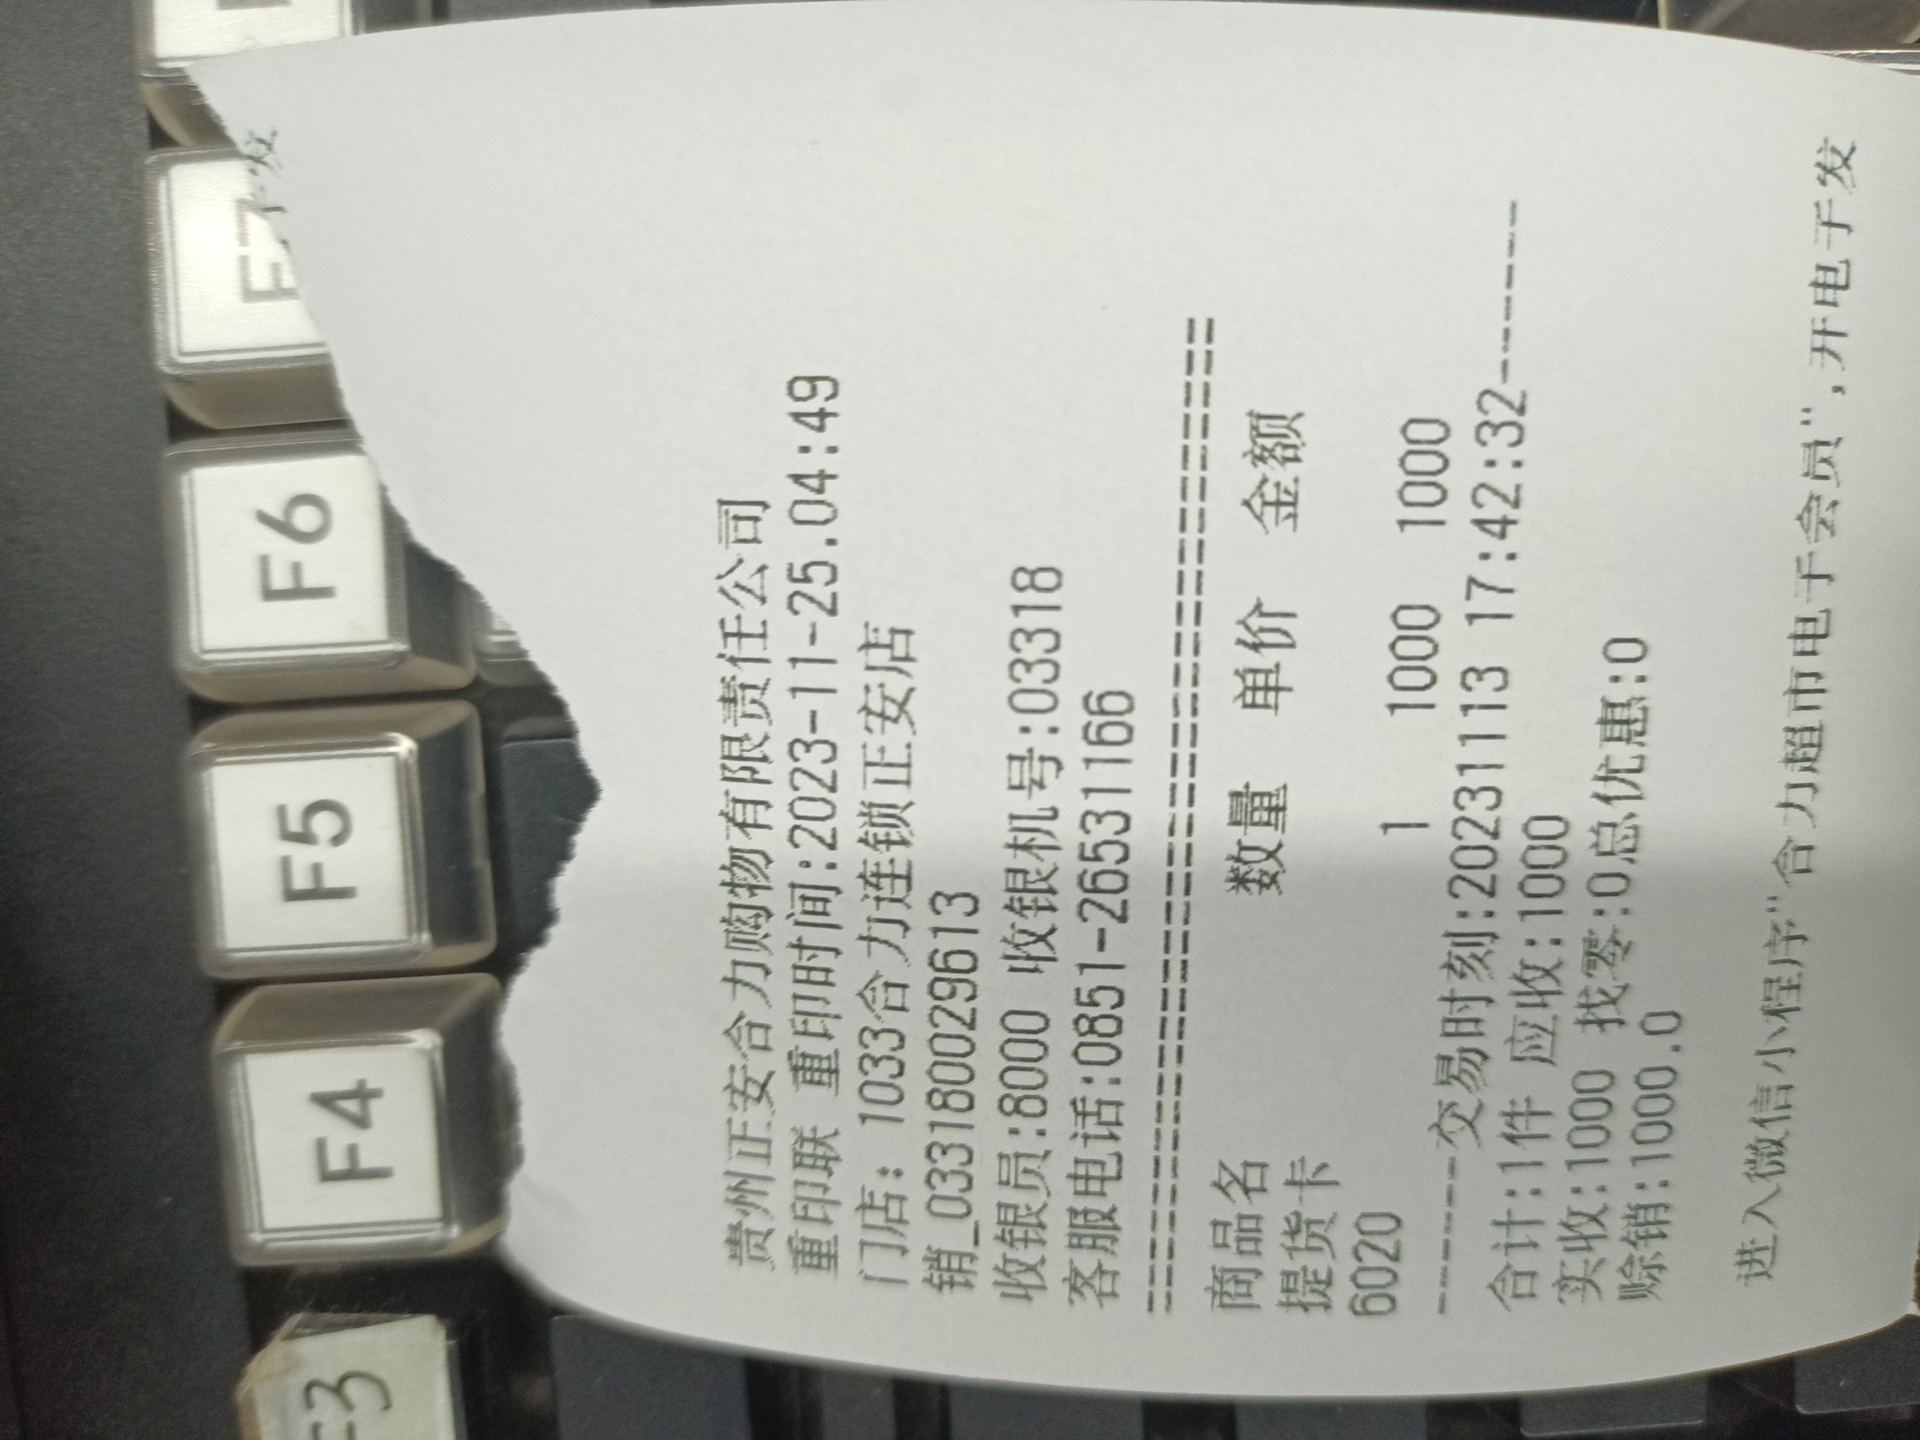 贵州正安合力购物有限责任公司
重印联 重印时间:2023-11-25.04:49
门店: 1033合力连锁正安店
销_0331800029613
收银员:8000 收银机号:03318
客服电话:0851-26531166
================================
商品名 数量 单价 金额
提货卡
6020 1 1000 1000
-----交易时刻:20231113 17:42:32------
合计:1件 应收:1000
实收:1000 找零:0总优惠:0
赊销:1000.0
进入微信小程序"合力超市电子会员",开电子发
F3
F4
F5
F6